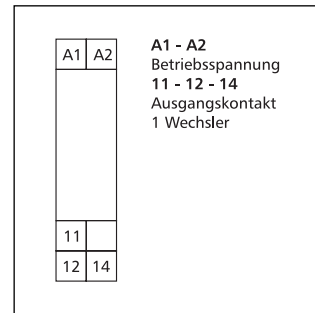 A1 A2
A1 - A2
Betriebsspannung
11 - 12 - 14
Ausgangskontakt
1 Wechsler
11
12 14